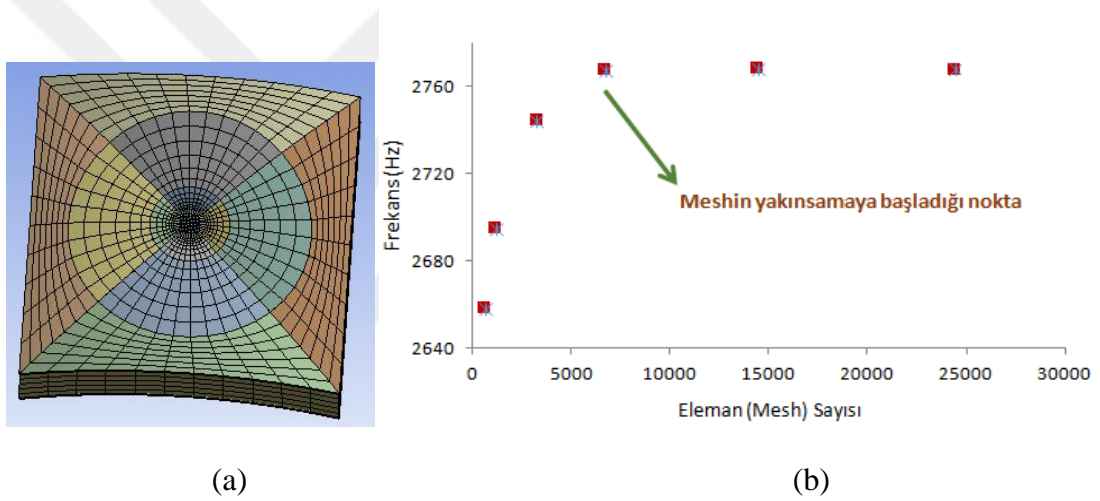 2760
2720
2680
2640
Frekans (Hz)
Meshin yakınsamaya başladığı nokta
0 5000 10000 15000 20000 25000 30000
Eleman (Mesh) Sayısı
(a) (b)